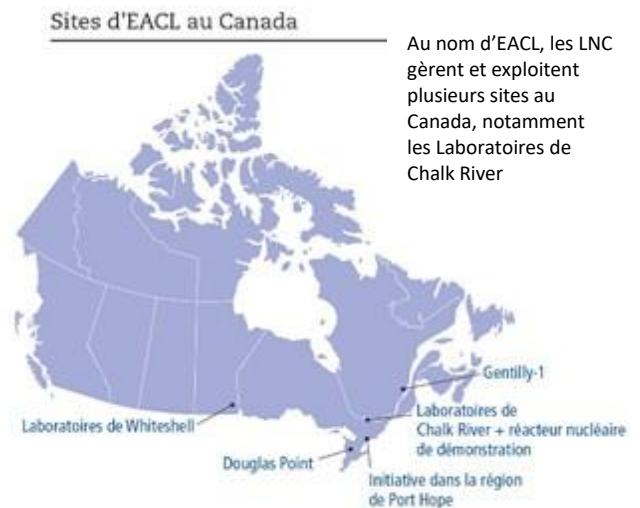 Sites d'EACL au Canada
Au nom d'EACL, les LNC
gèrent et exploitent
plusieurs sites au
Canada, notamment
les Laboratoires de
Chalk River
Gentilly-1
Laboratoires de Whiteshell
Laboratoires de
Chalk River + réacteur nucléaire
de démonstration
Douglas Point
Initiative dans la région
de Port Hope